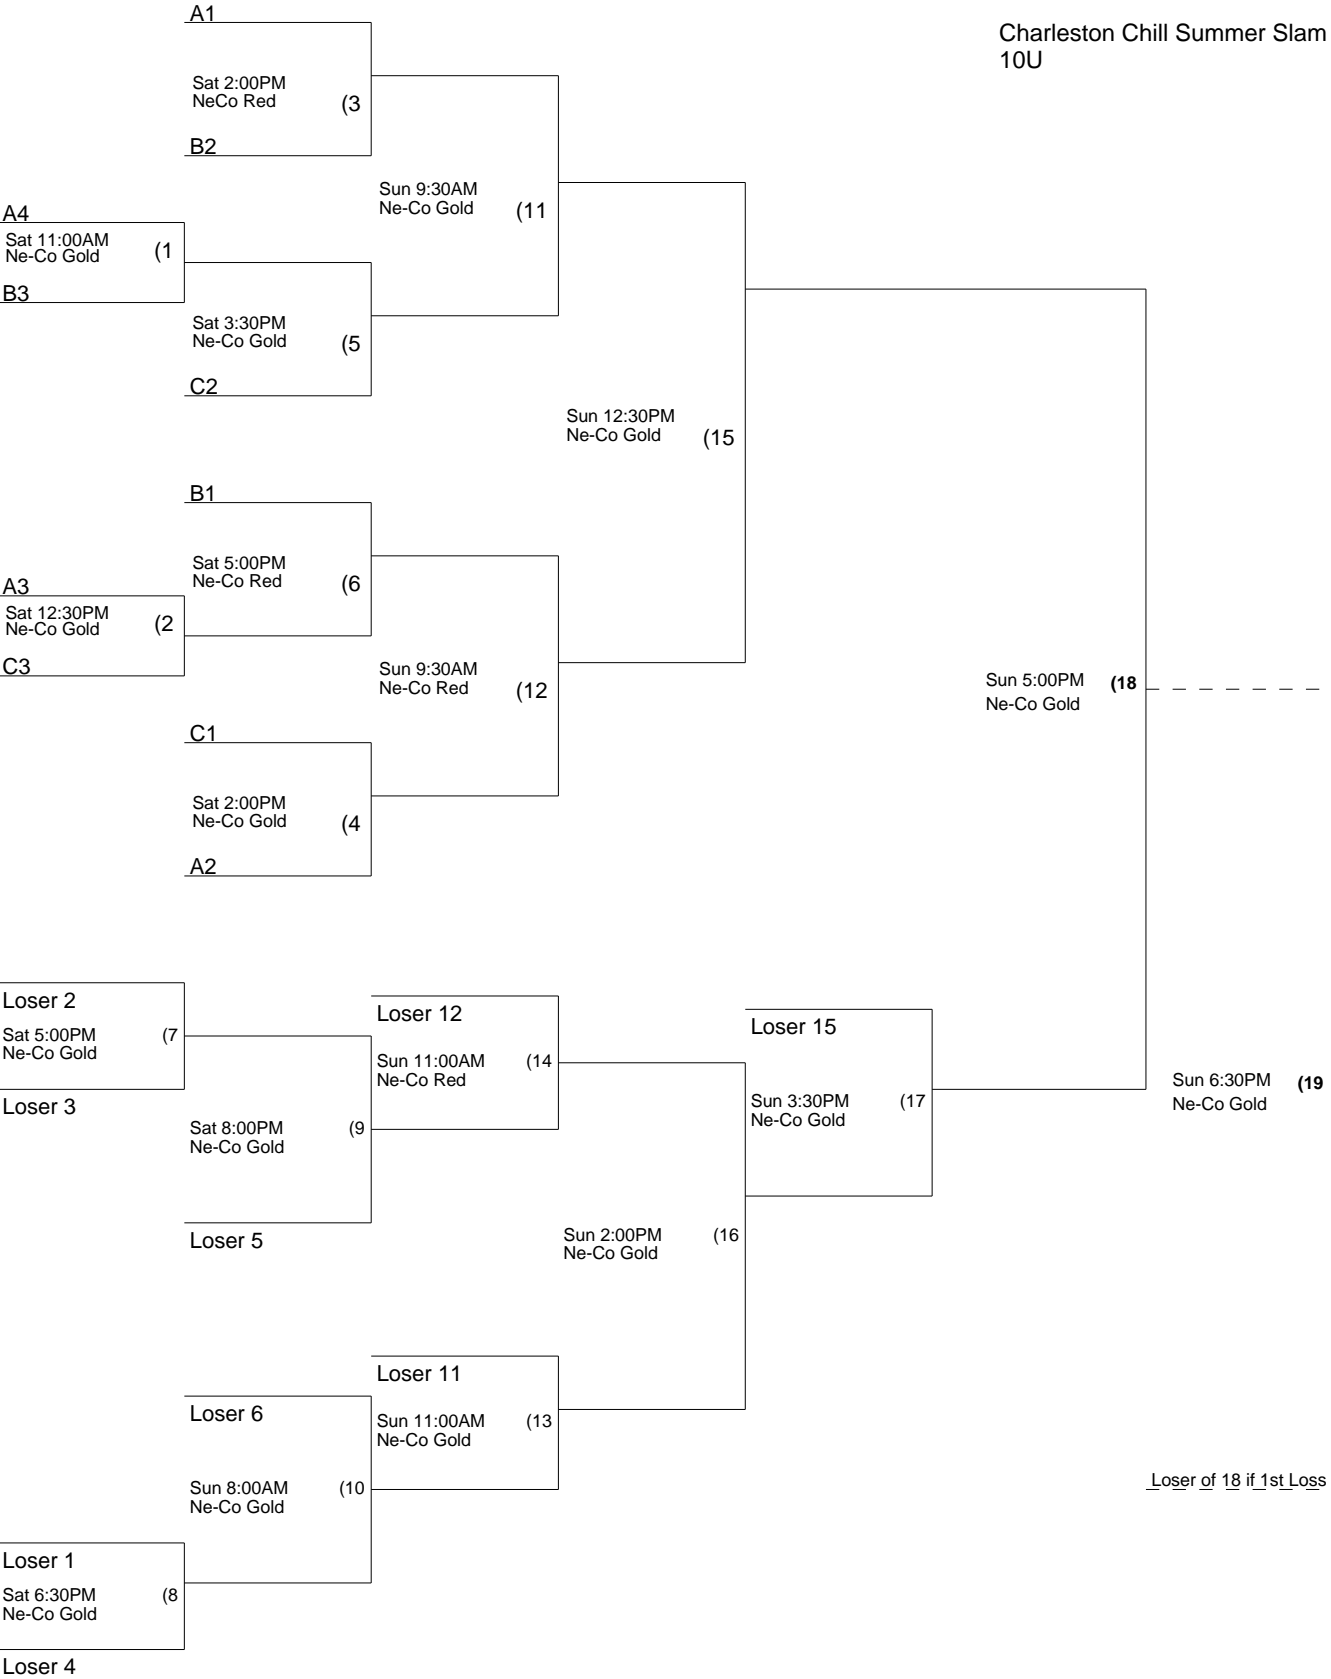 A1
Charleston Chill Summer Slam
10U
Sat 2:00PM
NeCo Red (3
B2
Sun 9:30AM
Ne-Co Gold (11
A4
Sat 11:00AM
Ne-Co Gold (1
B3
Sat 3:30PM
Ne-Co Gold (5
C2
Sun 12:30PM
Ne-Co Gold (15
B1
Sat 5:00PM
Ne-Co Red (6
A3
Sat 12:30PM
Ne-Co Gold (2
C3
Sun 9:30AM
Ne-Co Red (12
Sun 5:00PM (18
Ne-Co Gold
C1
Sat 2:00PM
Ne-Co Gold (4
A2
Loser 2
Sat 5:00PM (7
Ne-Co Gold
Loser 3
Loser 12
Sun 11:00AM (14
Ne-Co Red
Loser 15
Sun 3:30PM (17
Ne-Co Gold
Sun 6:30PM (19
Ne-Co Gold
Sat 8:00PM (9
Ne-Co Gold
Loser 5
Sun 2:00PM (16
Ne-Co Gold
Loser 11
Sun 11:00AM (13
Ne-Co Gold
Loser 6
Sun 8:00AM (10
Ne-Co Gold
Loser of 18 if 1st Loss
Loser 1
Sat 6:30PM (8
Ne-Co Gold
Loser 4